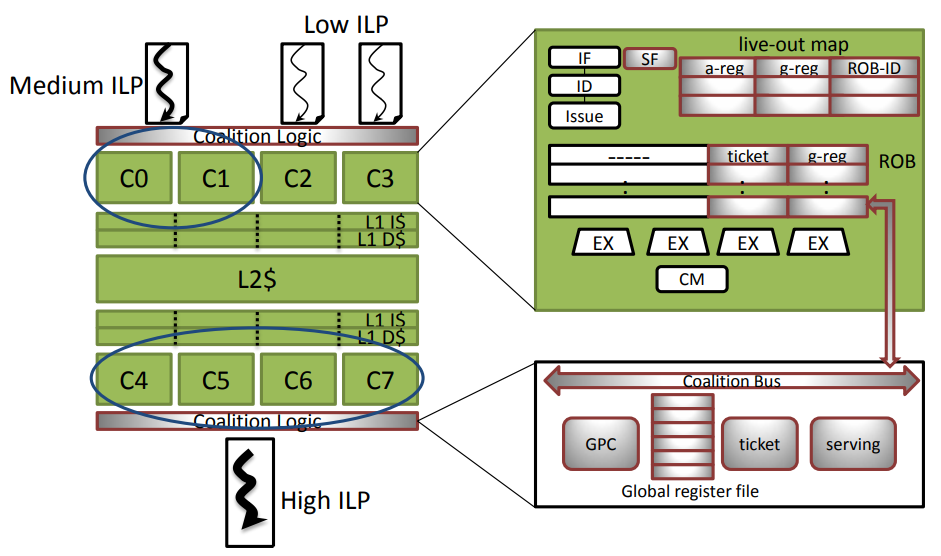 Low ILP
Medium ILP
Coalition Logic
C0 C1 C2 C3
L1 I$
L1 D$
L2$
L1 I$
L1 D$
C4 C5 C6 C7
Coalition Logic
High ILP
live-out map
IF SF a-reg g-reg ROB-ID
ID
Issue
----- ticket g-reg ROB
: : :
EX EX EX EX
CM
Coalition Bus
GPC ticket serving
Global register file